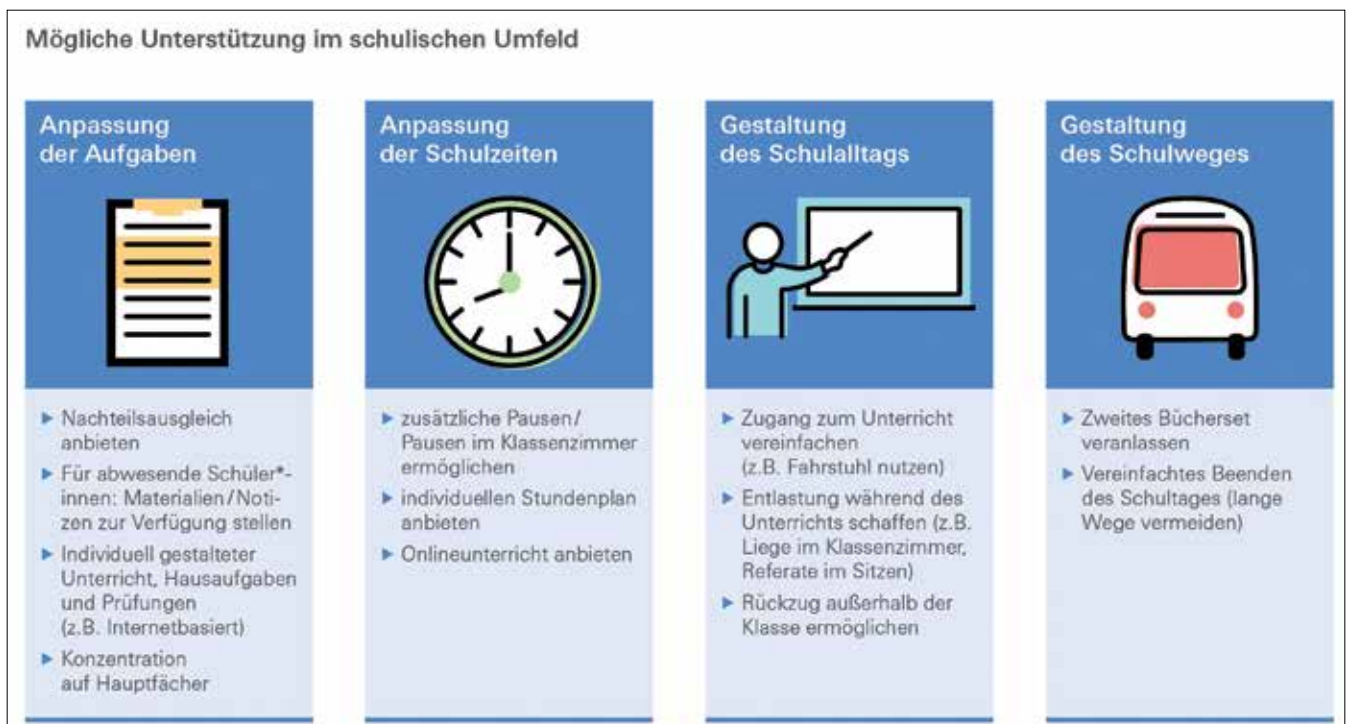 Mögliche Unterstützung im schulischen Umfeld
Anpassung
der Aufgaben
▶ Nachteilsausgleich
anbieten
▶ Für abwesende Schüler*-
innen: Materialien/Noti-
zen zur Verfügung stellen
▶ Individuell gestalteter
Unterricht, Hausaufgaben
und Prüfungen
(z.B. Internetbasiert)
▶ Konzentration
auf Hauptfächer
Anpassung
der Schulzeiten
▶ zusätzliche Pausen/
Pausen im Klassenzimmer
ermöglichen
▶ individuellen Stundenplan
anbieten
▶ Onlineunterricht anbieten
Gestaltung
des Schulalltags
▶ Zugang zum Unterricht
vereinfachen
(z.B. Fahrstuhl nutzen)
▶ Entlastung während des
Unterrichts schaffen (z.B.
Liege im Klassenzimmer,
Referate im Sitzen)
▶ Rückzug außerhalb der
Klasse ermöglichen
Gestaltung
des Schulweges
▶ Zweites Bücherset
veranlassen
▶ Vereinfachtes Beenden
des Schultages (lange
Wege vermeiden)